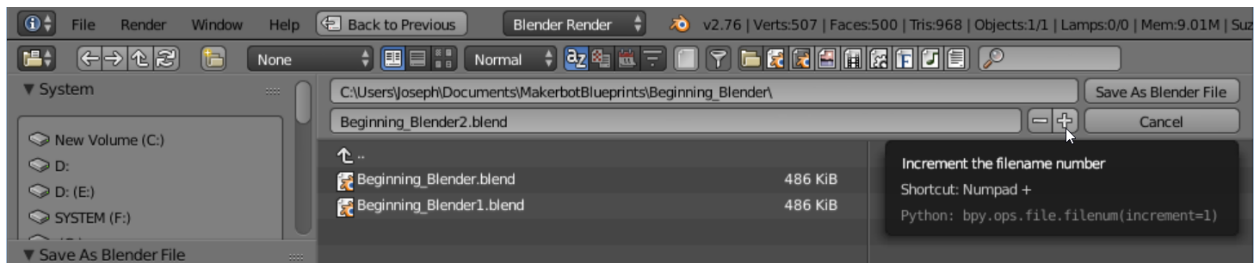 File Render Window Help Back to Previous Blender Render v2.76 | Verts:507 | Faces:500 | Tris:968 | Objects:1/1 | Lamps:0/0 | Mem:9.01M | Suz
None Normal
▼ System C:\Users\Joseph\Documents\MakerbotBlueprints\Beginning_Blender\ Save As Blender File
Beginning_Blender2.blend Cancel
New Volume (C:)
D:
D: (E:)
SYSTEM (F:)
▼ Save As Blender File
..
Beginning_Blender.blend 486 KiB
Beginning_Blender1.blend 486 KiB
Increment the filename number
Shortcut: Numpad +
Python: bpy.ops.file.filenum(increment=1)